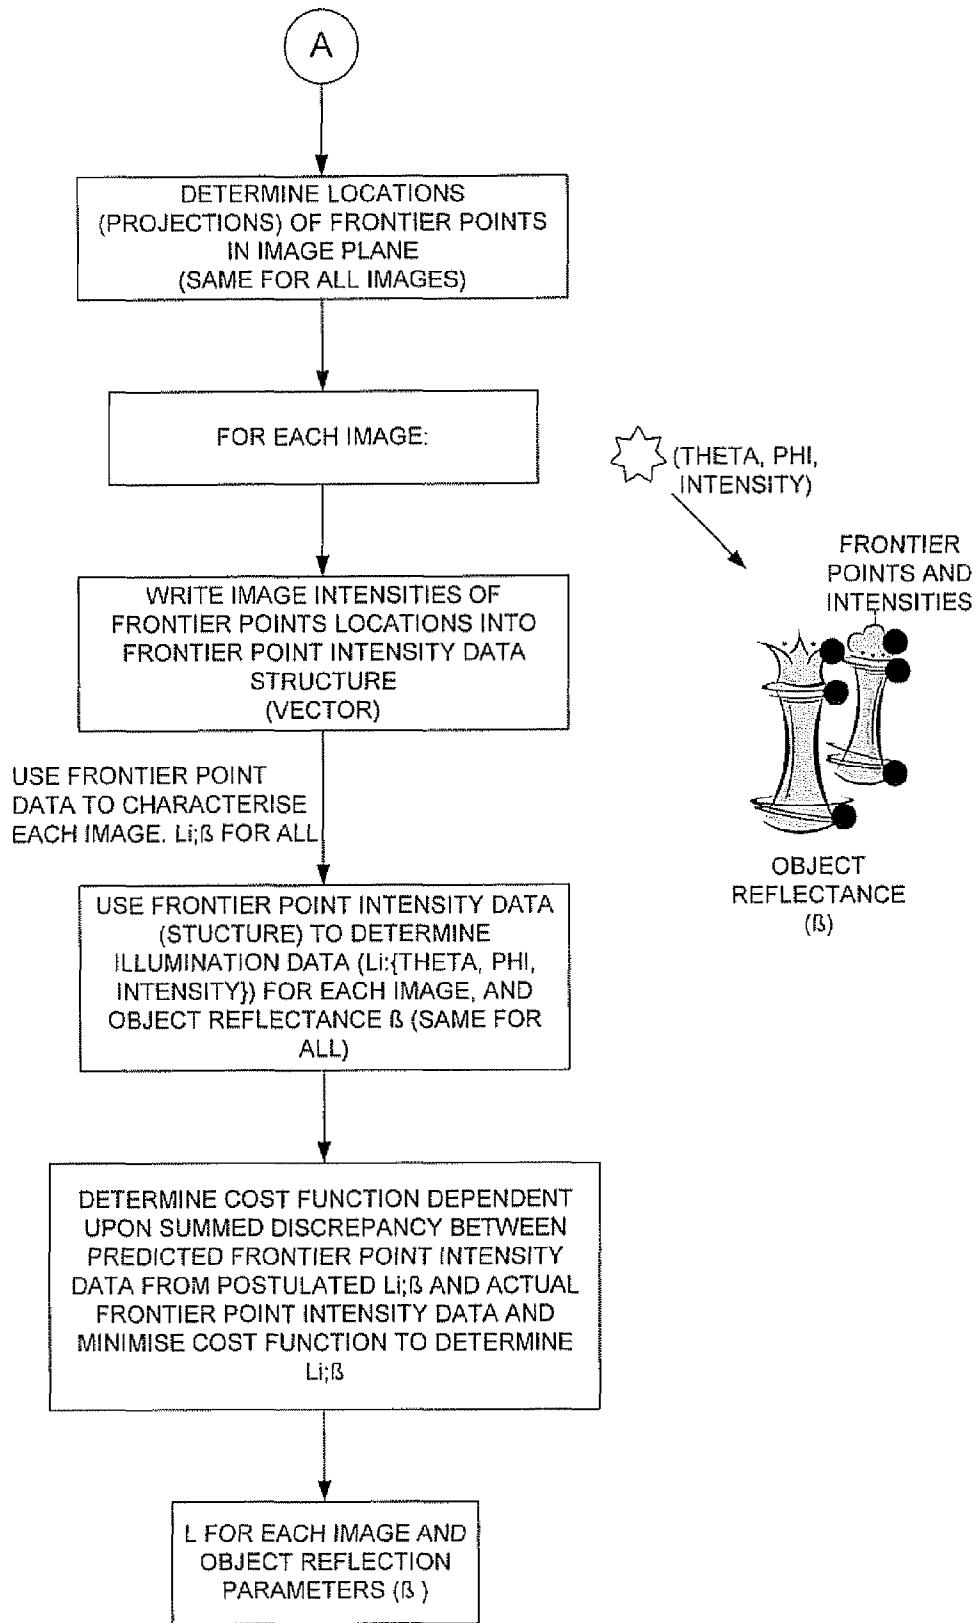 A
DETERMINE LOCATIONS
(PROJECTIONS) OF FRONTIER POINTS
IN IMAGE PLANE
(SAME FOR ALL IMAGES)
FOR EACH IMAGE:
(THETA, PHI,
INTENSITY)
FRONTIER
POINTS AND
INTENSITIES
WRITE IMAGE INTENSITIES OF
FRONTIER POINTS LOCATIONS INTO
FRONTIER POINT INTENSITY DATA
STRUCTURE
(VECTOR)
USE FRONTIER POINT
DATA TO CHARACTERISE
EACH IMAGE. Li;ß FOR ALL
OBJECT
REFLECTANCE
(ß)
USE FRONTIER POINT INTENSITY DATA
(STUCTURE) TO DETERMINE
ILLUMINATION DATA (Li:{THETA, PHI,
INTENSITY}) FOR EACH IMAGE, AND
OBJECT REFLECTANCE ß (SAME FOR
ALL)
DETERMINE COST FUNCTION DEPENDENT
UPON SUMMED DISCREPANCY BETWEEN
PREDICTED FRONTIER POINT INTENSITY
DATA FROM POSTULATED Li;ß AND ACTUAL
FRONTIER POINT INTENSITY DATA AND
MINIMISE COST FUNCTION TO DETERMINE
Li;ß
L FOR EACH IMAGE AND
OBJECT REFLECTION
PARAMETERS (ß )